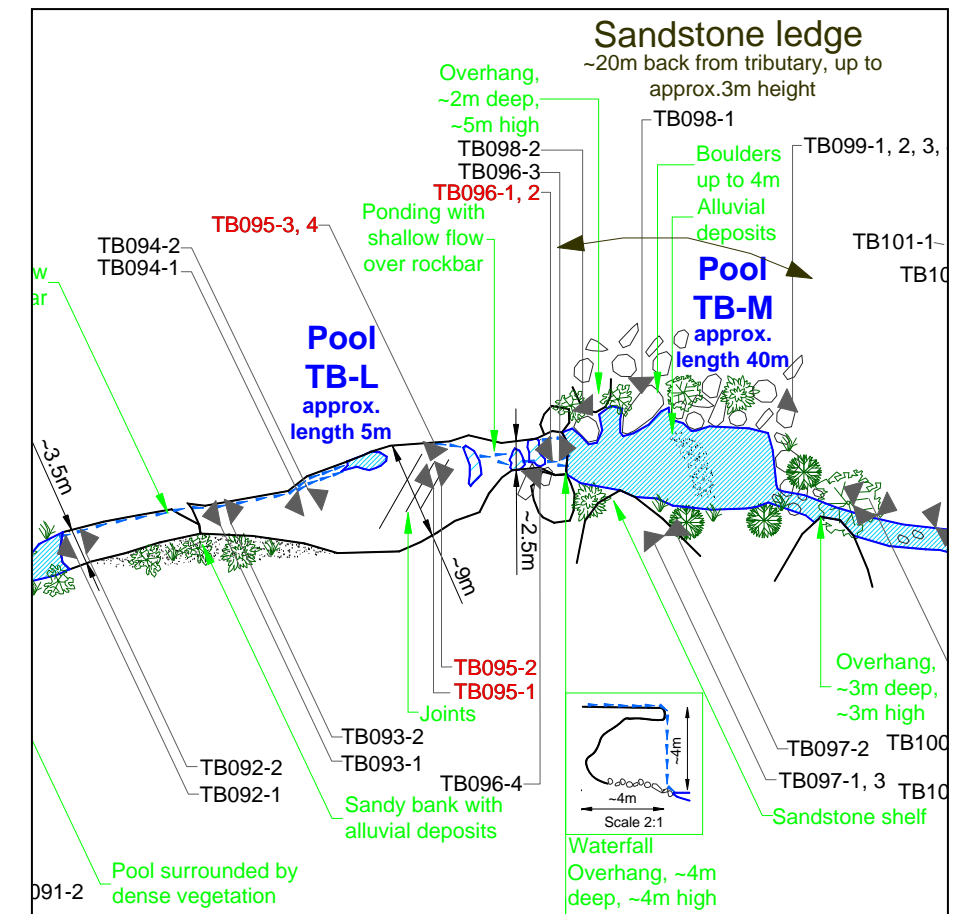 Sandstone ledge
~20m back from tributary, up to
approx.3m height
Overhang,
~2m deep,
~5m high
TB098-1
TB098-2
TB096-3
TB096-1, 2
TB099-1, 2, 3,
Boulders
up to 4m
Alluvial
deposits
TB095-3, 4
Ponding with
shallow flow
over rockbar
TB094-2
TB094-1
TB101-1
TB10
w
ar
Pool
TB-M
approx.
length 40m
Pool
TB-L
approx.
length 5m
~3.5m
~9m
~2.5m
TB095-2
TB095-1
Joints
Overhang,
~3m deep,
~3m high
TB093-2
TB093-1
TB092-2
TB092-1
TB096-4
~4m
~4m
Scale 2:1
TB097-2
TB100
TB097-1, 3
TB10
Sandy bank with
alluvial deposits
Sandstone shelf
Waterfall
Overhang, ~4m
deep, ~4m high
Pool surrounded by
dense vegetation
091-2